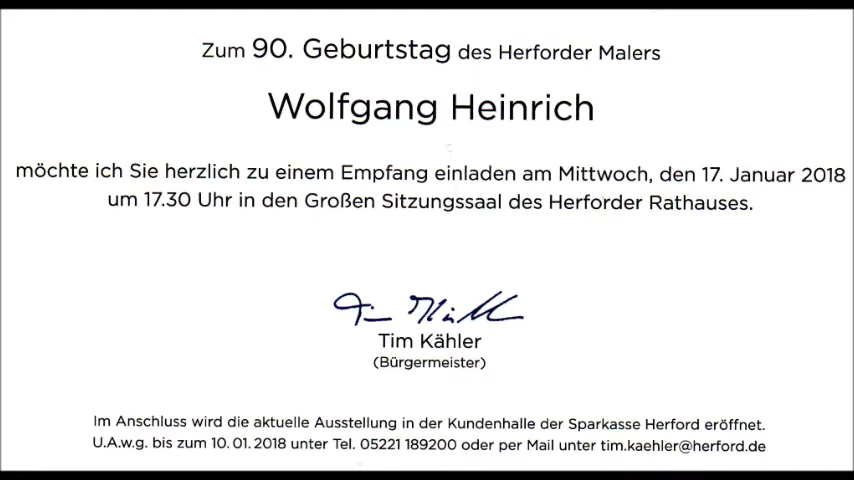 Zum 90. Geburtstag des Herforder Malers
Wolfgang Heinrich
möchte ich Sie herzlich zu einem Empfang einladen am Mittwoch, den 17. Januar 2018
um 17.30 Uhr in den Großen Sitzungssaal des Herforder Rathauses.
Tim Kähler
(Bürgermeister)
Im Anschluss wird die aktuelle Ausstellung in der Kundenhalle der Sparkasse Herford eröffnet.
U.A.w.g. bis zum 10.01.2018 unter Tel. 05221 189200 oder per Mail unter tim.kaehler@herford.de